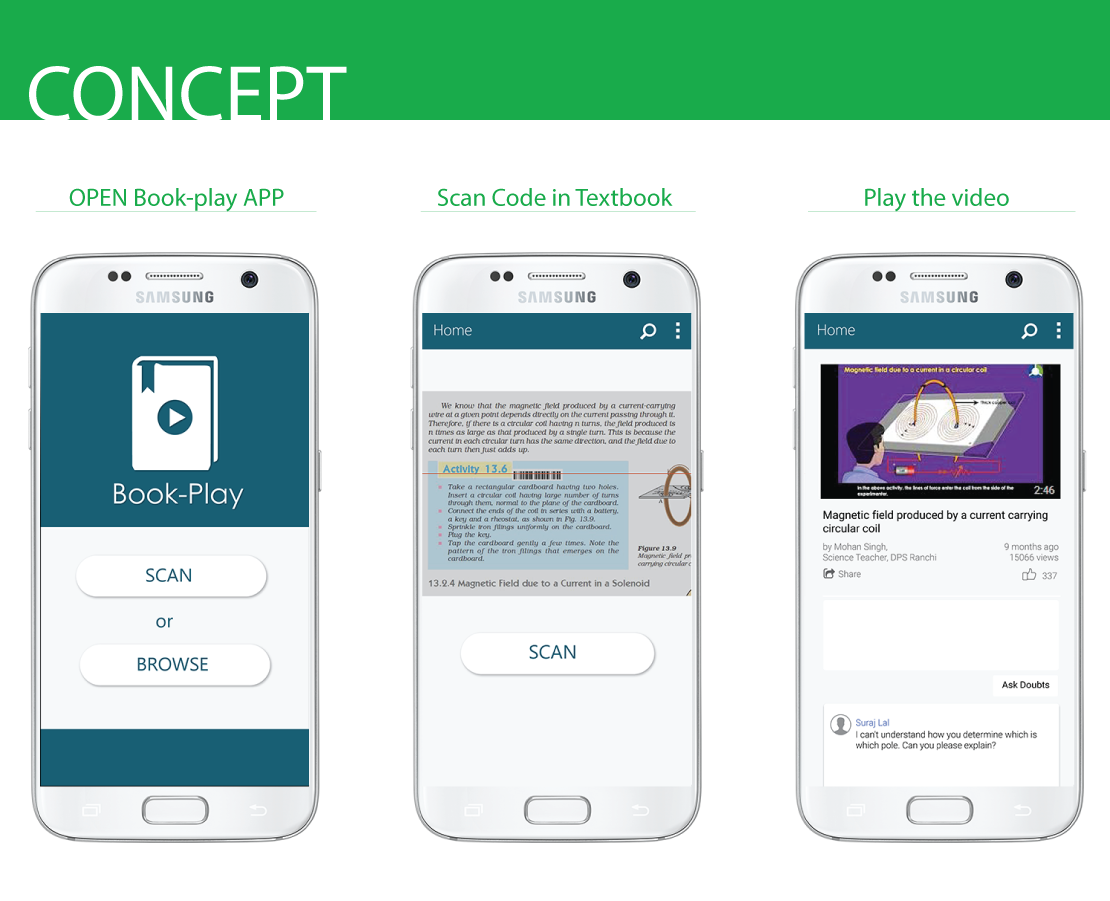 CONCEPT
OPEN Book-play APP
SAMSUNG
Book-Play
SCAN
or
BROWSE
Scan Code in Textbook
SAMSUNG
Home
We know that the magnetic field produced by a current-carrying
wire at a given point depends directly on the current passing through it.
Therefore, if there is a circular coil having n turns, the field produced is
n times as large as that produced by a single turn. This is because the
current in each circular turn has the same direction, and the field due to
each turn then just adds up.
Activity 13.6
Take a rectangular cardboard having two holes.
Insert a circular coil having large number of turns
through them, normal to the plane of the cardboard.
Connect the ends of the coil in series with a battery,
a key and a rheostat, as shown in Fig. 13.9.
Sprinkle iron filings uniformly on the cardboard.
Plug the key.
Tap the cardboard gently a few times. Note the
pattern of the iron filings that emerges on the
cardboard.
A
Figure 13.9
Magnetic field pr
carrying circular c
13.2.4 Magnetic Field due to a Current in a Solenoid
SCAN
Play the video
SAMSUNG
Home
Magnetic field due to a current in a circular coil
In the above activity, the lines of force enter the coil from the side of the
experimenter.
2:46
Magnetic field produced by a current carrying
circular coil
by Mohan Singh,
Science Teacher, DPS Ranchi
9 months ago
15066 views
Share
337
Ask Doubts
Suraj Lal
I can't understand how you determine which is
which pole. Can you please explain?